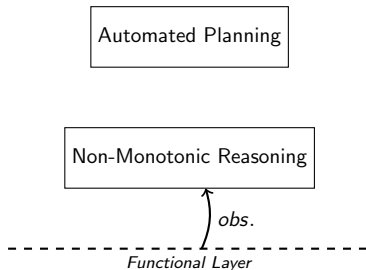 Automated Planning
Non-Monotonic Reasoning
obs.
Functional Layer